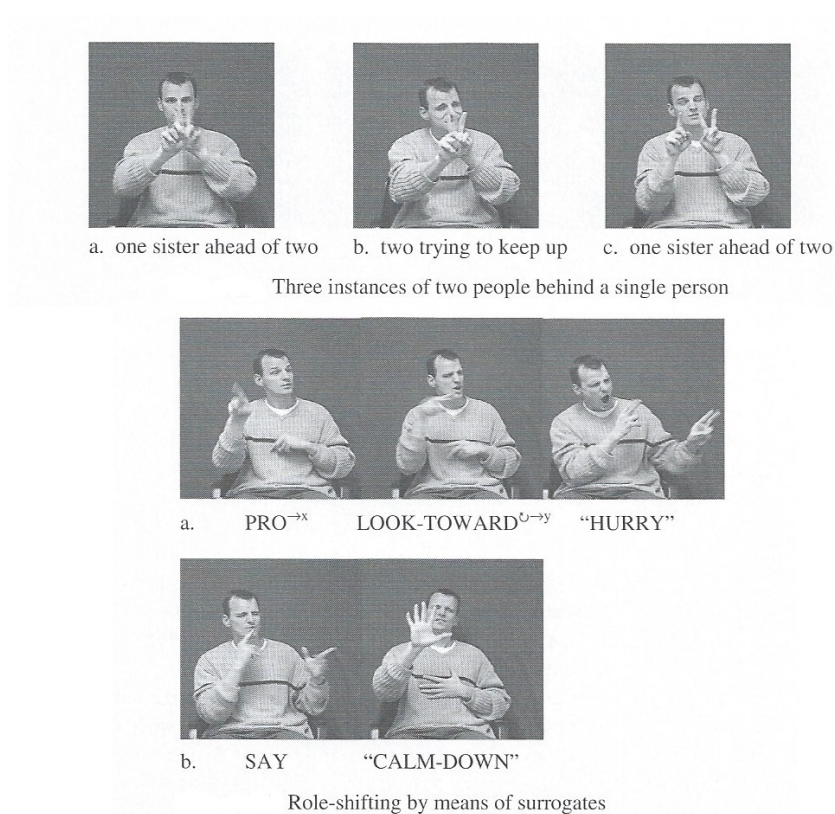 a. one sister ahead of two b. two trying to keep up c. one sister ahead of two
Three instances of two people behind a single person
a. PRO→x LOOK-TOWARD↻→y “HURRY”
b. SAY “CALM-DOWN”
Role-shifting by means of surrogates